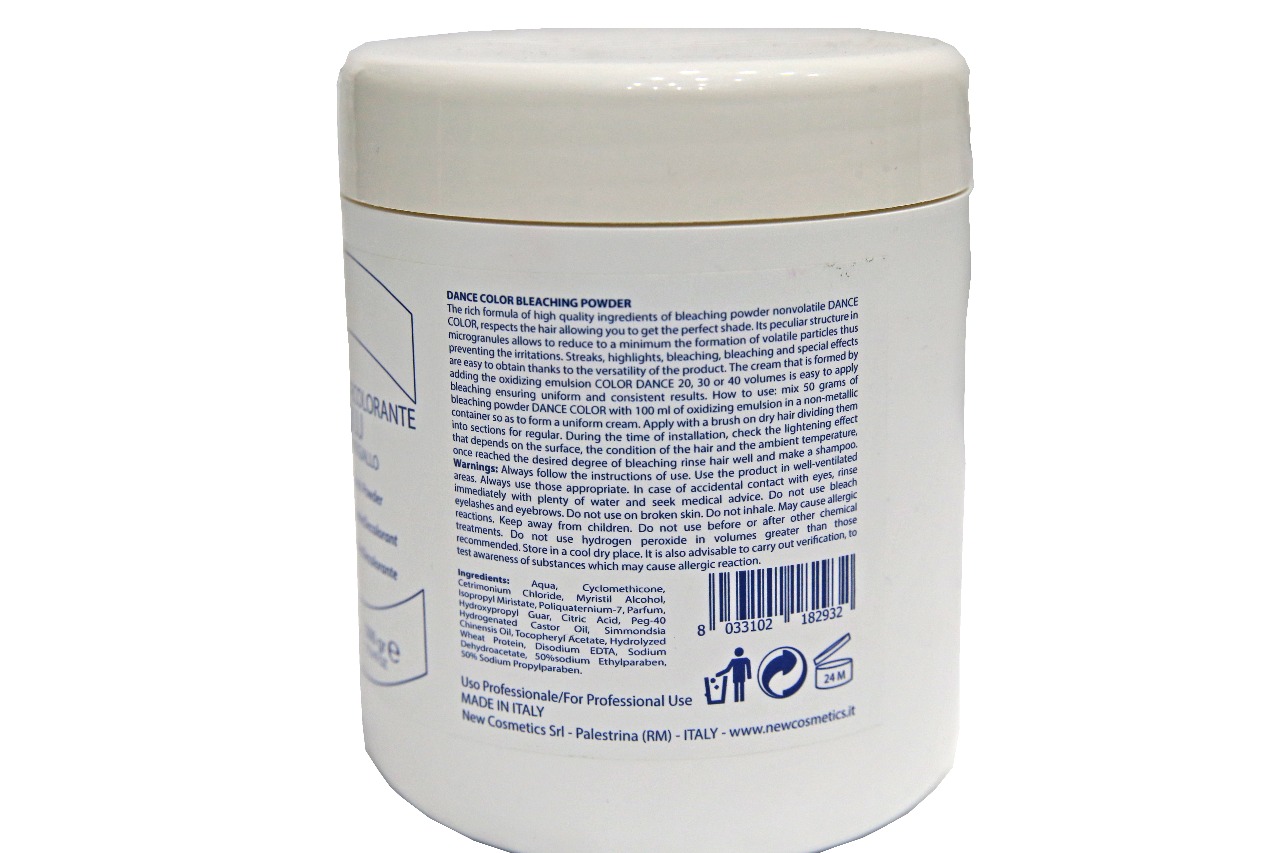 DANCE COLOR BLEACHING POWDER
The rich formula of high quality ingredients of bleaching powder nonvolatile DANCE
COLOR, respects the hair allowing you to get the perfect shade. Its peculiar structure in
microgranules allows to reduce to a minimum the formation of volatile particles thus
preventing the irritations. Streaks, highlights, bleaching, bleaching and special effects
are easy to obtain thanks to the versatility of the product. The cream that is formed by
adding the oxidizing emulsion COLOR DANCE 20, 30 or 40 volumes is easy to apply
bleaching ensuring uniform and consistent results. How to use: mix 50 grams of
bleaching powder DANCE COLOR with 100 ml of oxidizing emulsion in a non-metallic
container so as to form a uniform cream. Apply with a brush on dry hair dividing them
into sections for regular. During the time of installation, check the lightening effect
that depends on the surface, the condition of the hair and the ambient temperature.
once reached the desired degree of bleaching rinse hair well and make a shampoo.
Warnings: Always follow the instructions of use. Use the product in well-ventilated
areas. Always use those appropriate. In case of accidental contact with eyes, rinse
immediately with plenty of water and seek medical advice. Do not use bleach
eyelashes and eyebrows. Do not use on broken skin. Do not inhale. May cause allergic
reactions. Keep away from children. Do not use before or after other chemical
treatments. Do not use hydrogen peroxide in volumes greater than those
recommended. Store in a cool dry place. It is also advisable to carry out verification, to
test awareness of substances which may cause allergic reaction.
Ingredients: Aqua, Cyclomethicone,
Cetrimonium Chloride, Myristil Alcohol,
Isopropyl Miristate, Poliquaternium-7, Parfum,
Hydroxypropyl Guar, Citric Acid, Peg-40
Hydrogenated Castor Oil, Simmondsia
Chinensis Oil, Tocopheryl Acetate, Hydrolyzed
Wheat Protein, Disodium EDTA, Sodium
Dehydroacetate, 50%sodium Ethylparaben,
50% Sodium Propylparaben.
8 033102 182932
24 M
Uso Professionale/For Professional Use
MADE IN ITALY
New Cosmetics Srl - Palestrina (RM) - ITALY - www.newcosmetics.it